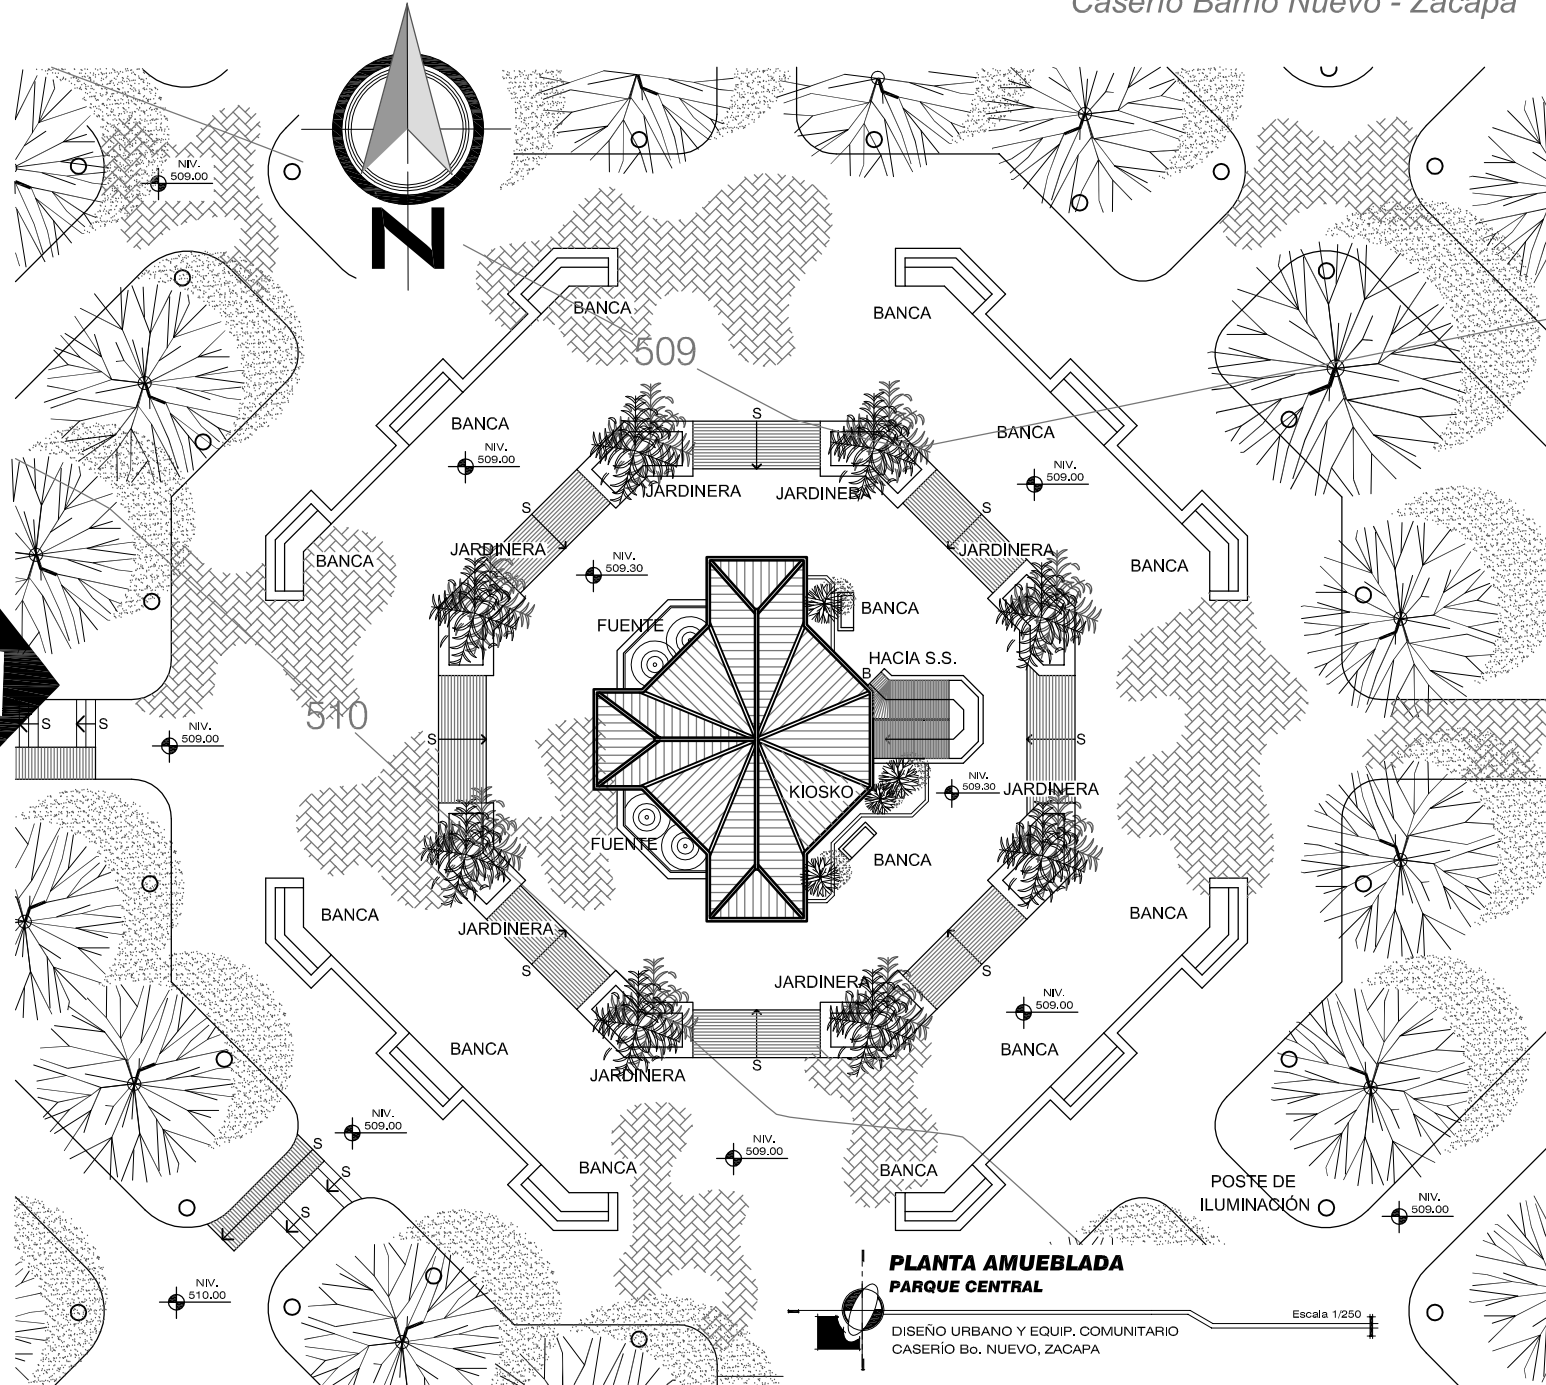 Caserío Barrio Nuevo - Zacapa
NIV.
509.00
N
BANCA
BANCA
509
S
BANCA
BANCA
NIV.
509.00
NIV.
509.00
JARDINERA
JARDINERA
S
S
JARDINERA
JARDINERA
BANCA
BANCA
NIV.
509.30
BANCA
FUENTE
HACIA S.S.
B
510
S
S
NIV.
509.00
S
S
KIOSKO
NIV.
509.30
JARDINERA
FUENTE
BANCA
BANCA
BANCA
JARDINERA
S
S
JARDINERA
NIV.
509.00
BANCA
BANCA
S
JARDINERA
NIV.
509.00
NIV.
509.00
S
S
S
BANCA
BANCA
POSTE DE
ILUMINACIÓN
NIV.
509.00
NIV.
510.00
PLANTA AMUEBLADA
PARQUE CENTRAL
Escala 1/250
DISEÑO URBANO Y EQUIP. COMUNITARIO
CASERÍO Bo. NUEVO, ZACAPA